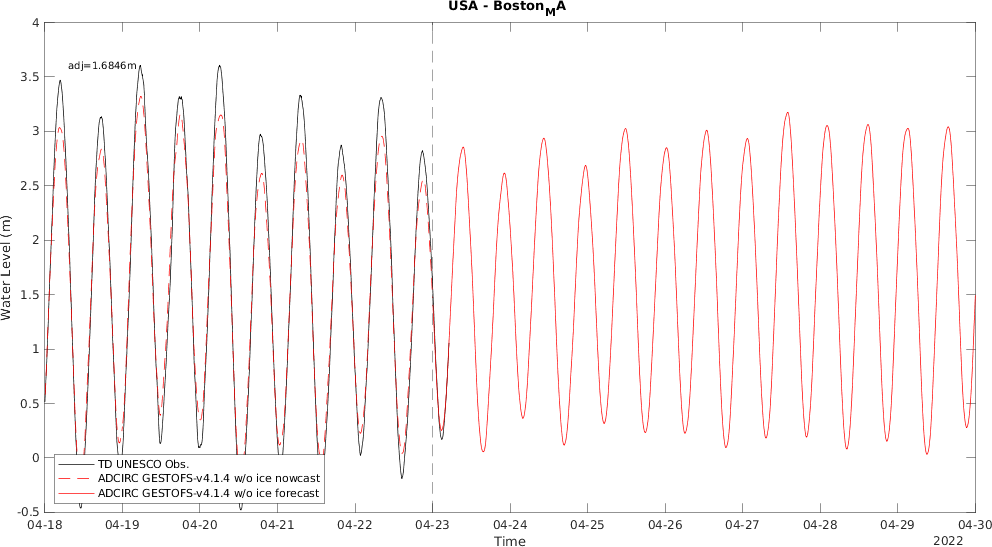 USA - Boston_MA
4
adj=1.6846m
3.5
3
2.5
2
1.5
1
0.5
0
-0.5
Water Level (m)
TD UNESCO Obs.
ADCIRC GESTOFS-v4.1.4 w/o ice nowcast
ADCIRC GESTOFS-v4.1.4 w/o ice forecast
04-18 04-19 04-20 04-21 04-22 04-23 04-24 04-25 04-26 04-27 04-28 04-29 04-30
Time
2022